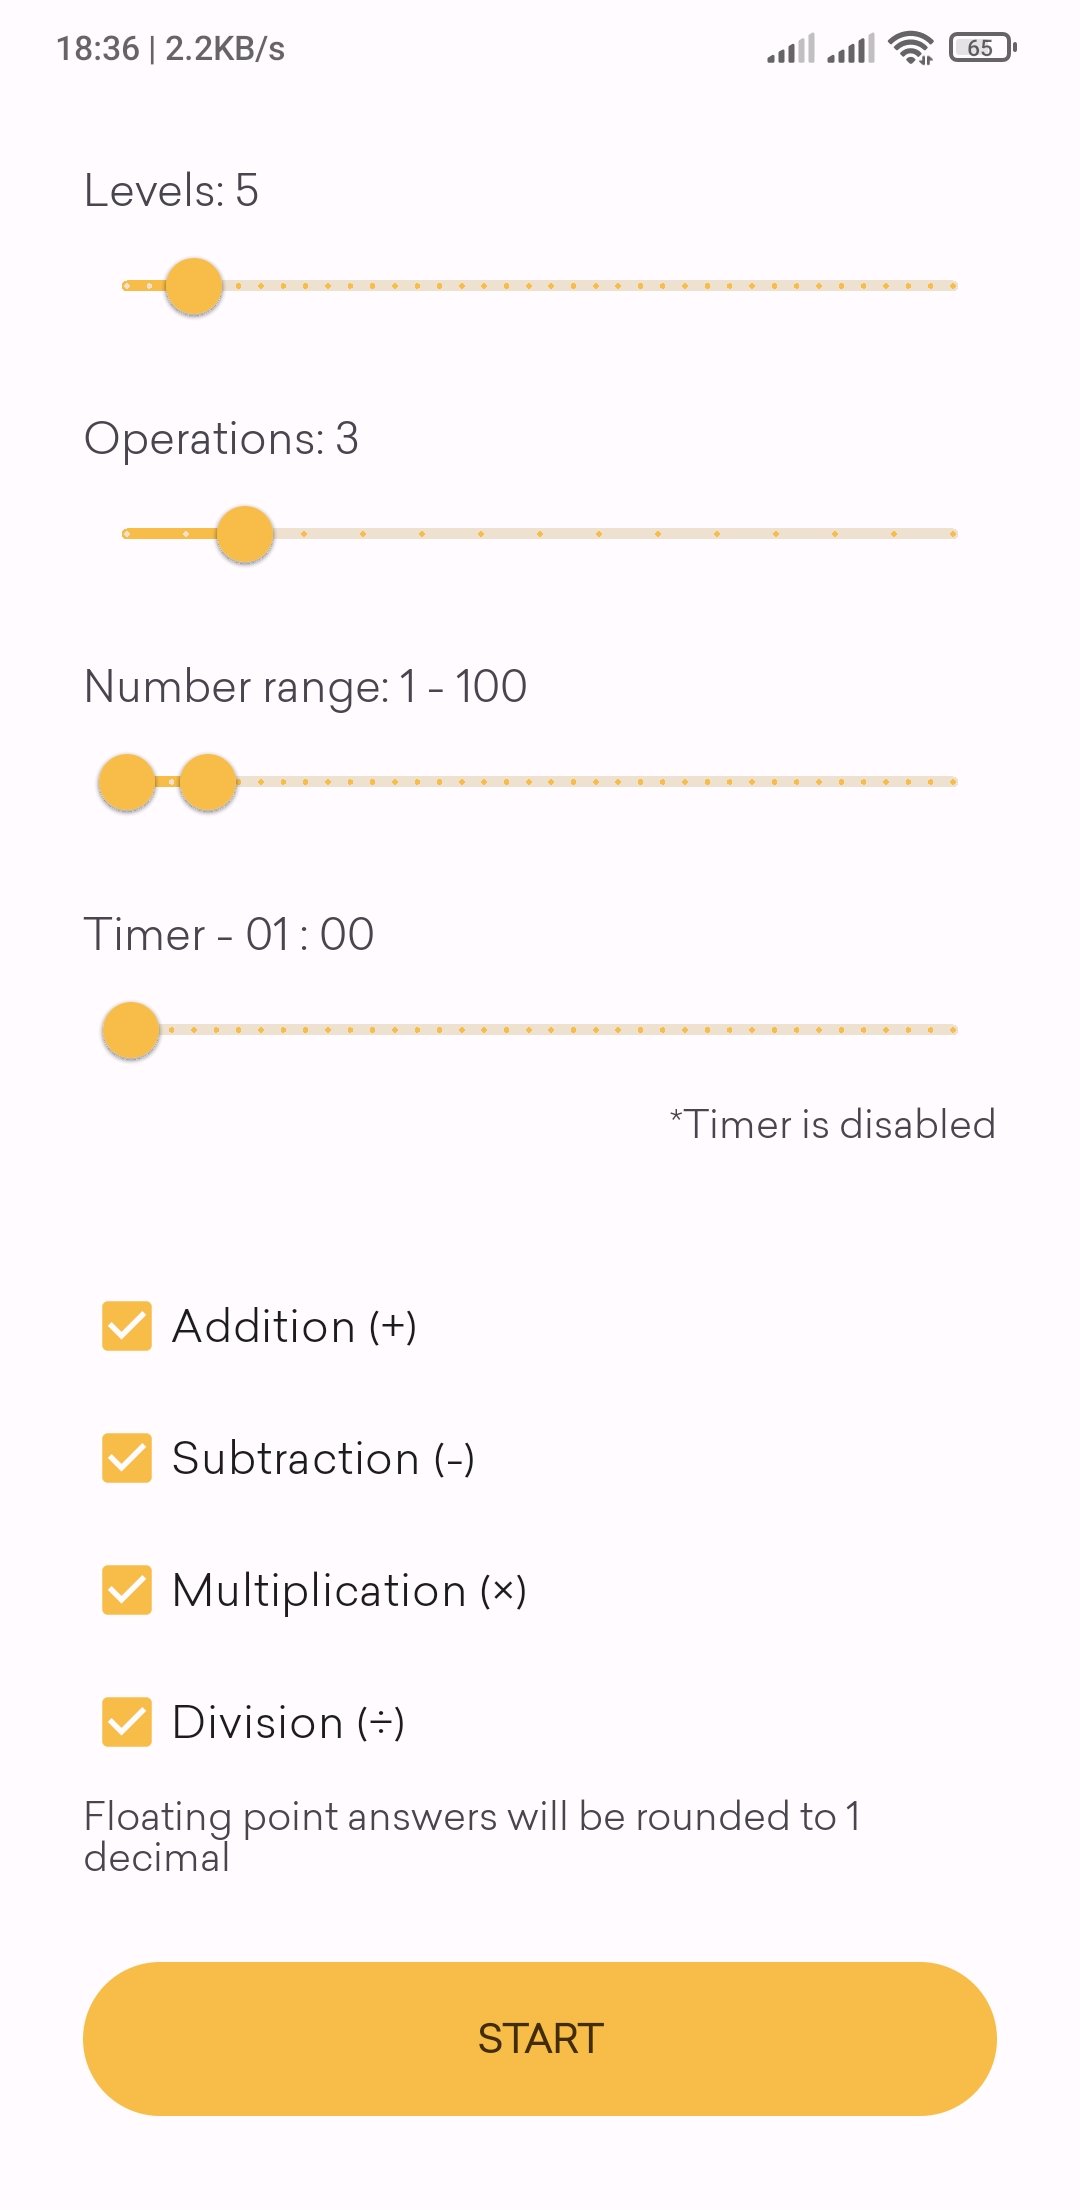 18:36 | 2.2KB/s
65
Levels: 5
Operations: 3
Number range: 1 - 100
Timer - 01 : 00
*Timer is disabled
Addition (+)
Subtraction (-)
Multiplication (×)
Division (÷)
Floating point answers will be rounded to 1
decimal
START